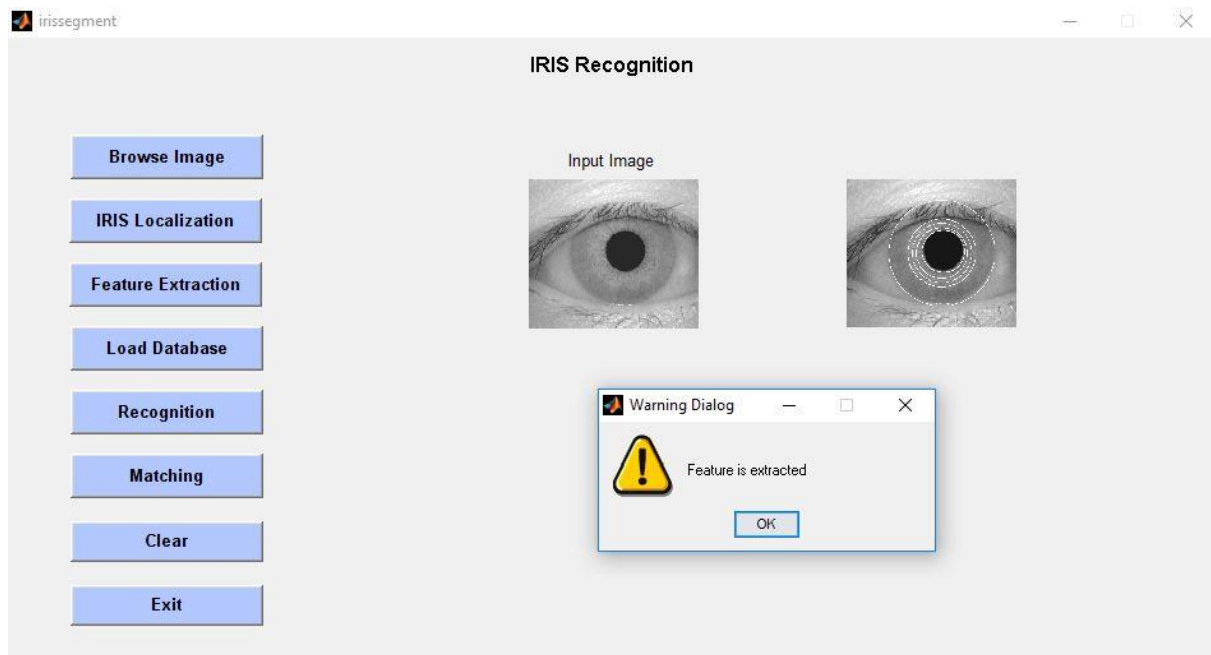 irissegment
IRIS Recognition
Browse Image
IRIS Localization
Feature Extraction
Load Database
Recognition
Matching
Clear
Exit
Input Image
Warning Dialog
Feature is extracted
OK